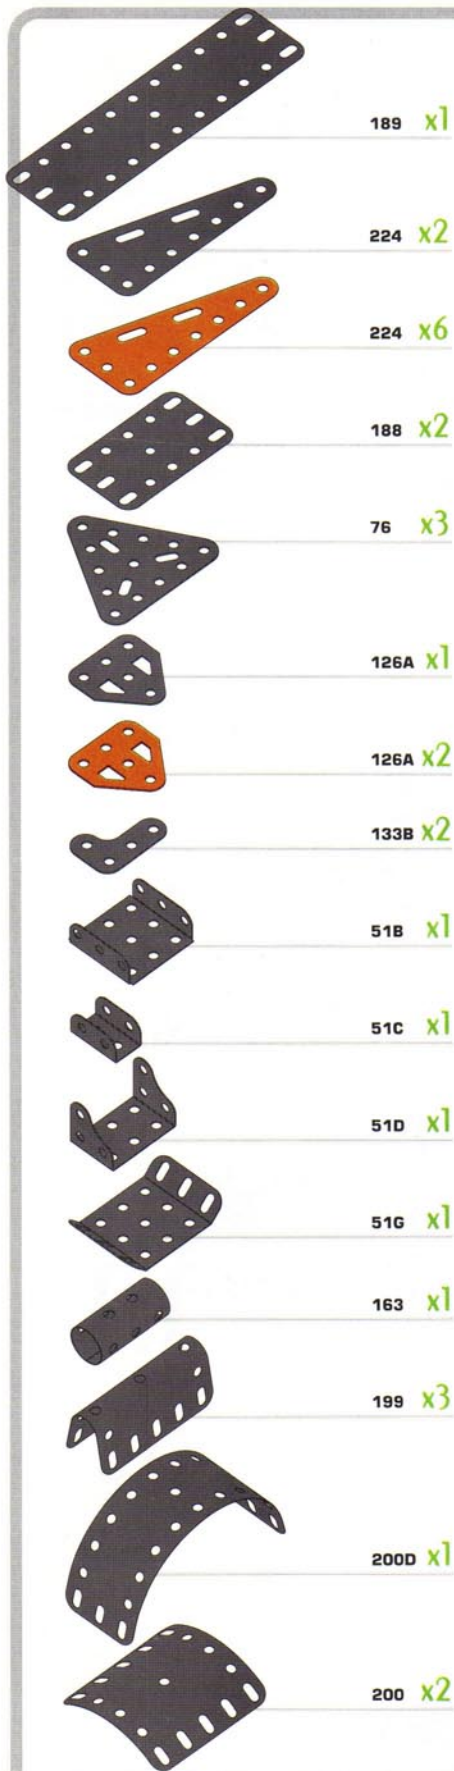 189 x1
224 x2
224 x6
188 x2
76 x3
126A x1
126A x2
133B x2
51B x1
51C x1
51D x1
51G x1
163 x1
199 x3
200D x1
200 x2